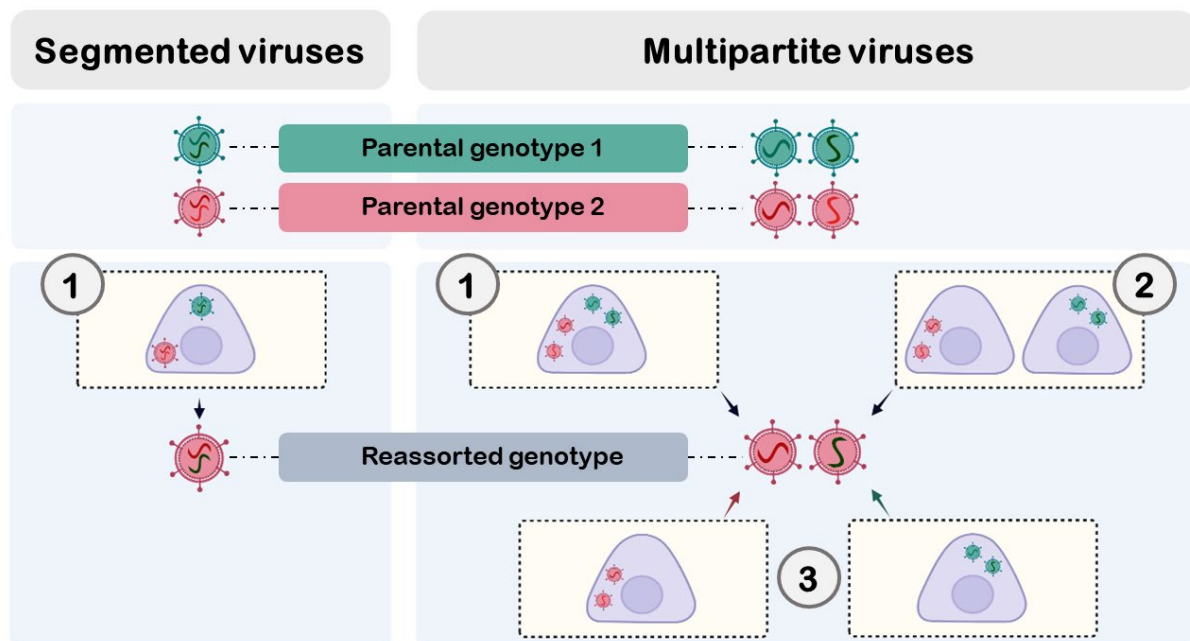 Segmented viruses
Multipartite viruses
Parental genotype 1
Parental genotype 2
1
1
2
Reassorted genotype
3